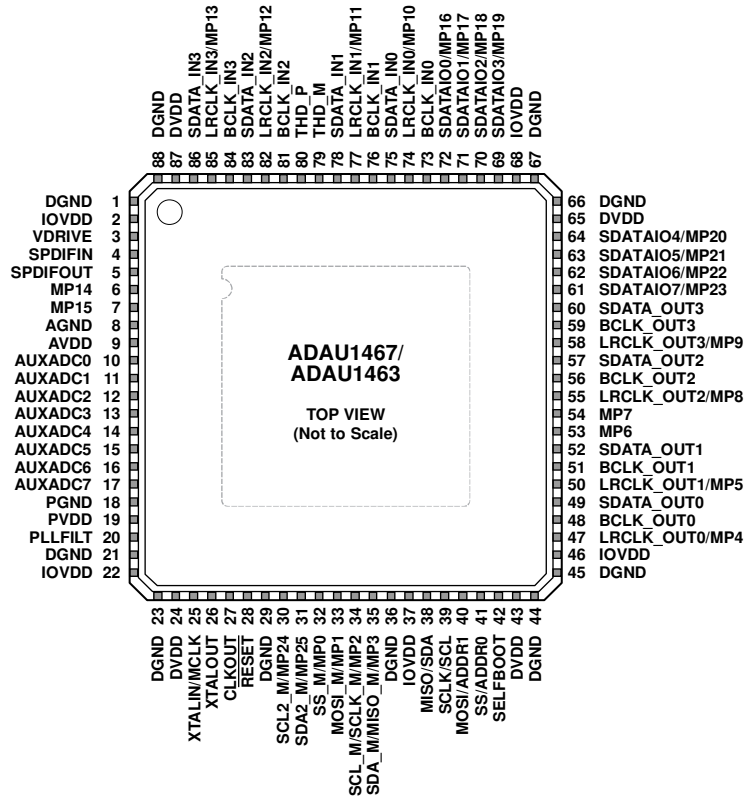 88 DGND
87 DVDD
86 SDATA_IN3
85 LRCLK_IN3/MP13
84 BCLK_IN3
83 SDATA_IN2
82 LRCLK_IN2/MP12
81 BCLK_IN2
80 THD_P
79 THD_M
78 SDATA_IN1
77 LRCLK_IN1/MP11
76 BCLK_IN1
75 SDATA_IN0
74 LRCLK_IN0/MP10
73 BCLK_IN0
72 SDATAIO0/MP16
71 SDATAIO1/MP17
70 SDATAIO2/MP18
69 SDATAIO3/MP19
68 IOVDD
67 DGND
DGND 1
IOVDD 2
VDRIVE 3
SPDIFIN 4
SPDIFOUT 5
MP14 6
MP15 7
AGND 8
AVDD 9
AUXADC0 10
AUXADC1 11
AUXADC2 12
AUXADC3 13
AUXADC4 14
AUXADC5 15
AUXADC6 16
AUXADC7 17
PGND 18
PVDD 19
PLLFILT 20
DGND 21
IOVDD 22
ADAU1467/
ADAU1463
TOP VIEW
(Not to Scale)
66 DGND
65 DVDD
64 SDATAIO4/MP20
63 SDATAIO5/MP21
62 SDATAIO6/MP22
61 SDATAIO7/MP23
60 SDATA_OUT3
59 BCLK_OUT3
58 LRCLK_OUT3/MP9
57 SDATA_OUT2
56 BCLK_OUT2
55 LRCLK_OUT2/MP8
54 MP7
53 MP6
52 SDATA_OUT1
51 BCLK_OUT1
50 LRCLK_OUT1/MP5
49 SDATA_OUT0
48 BCLK_OUT0
47 LRCLK_OUT0/MP4
46 IOVDD
45 DGND
DGND 23
DVDD 24
XTALIN/MCLK 25
XTALOUT 26
CLKOUT 27
RESET 28
DGND 29
SCL2_M/MP24 30
SDA2_M/MP25 31
SS_M/MP0 32
MOSI_M/MP1 33
SCL_M/SCLK_M/MP2 34
SDA_M/MISO_M/MP3 35
DGND 36
IOVDD 37
MISO/SDA 38
SCLK/SCL 39
MOSI/ADDR1 40
SS/ADDR0 41
SELFBOOT 42
DVDD 43
DGND 44